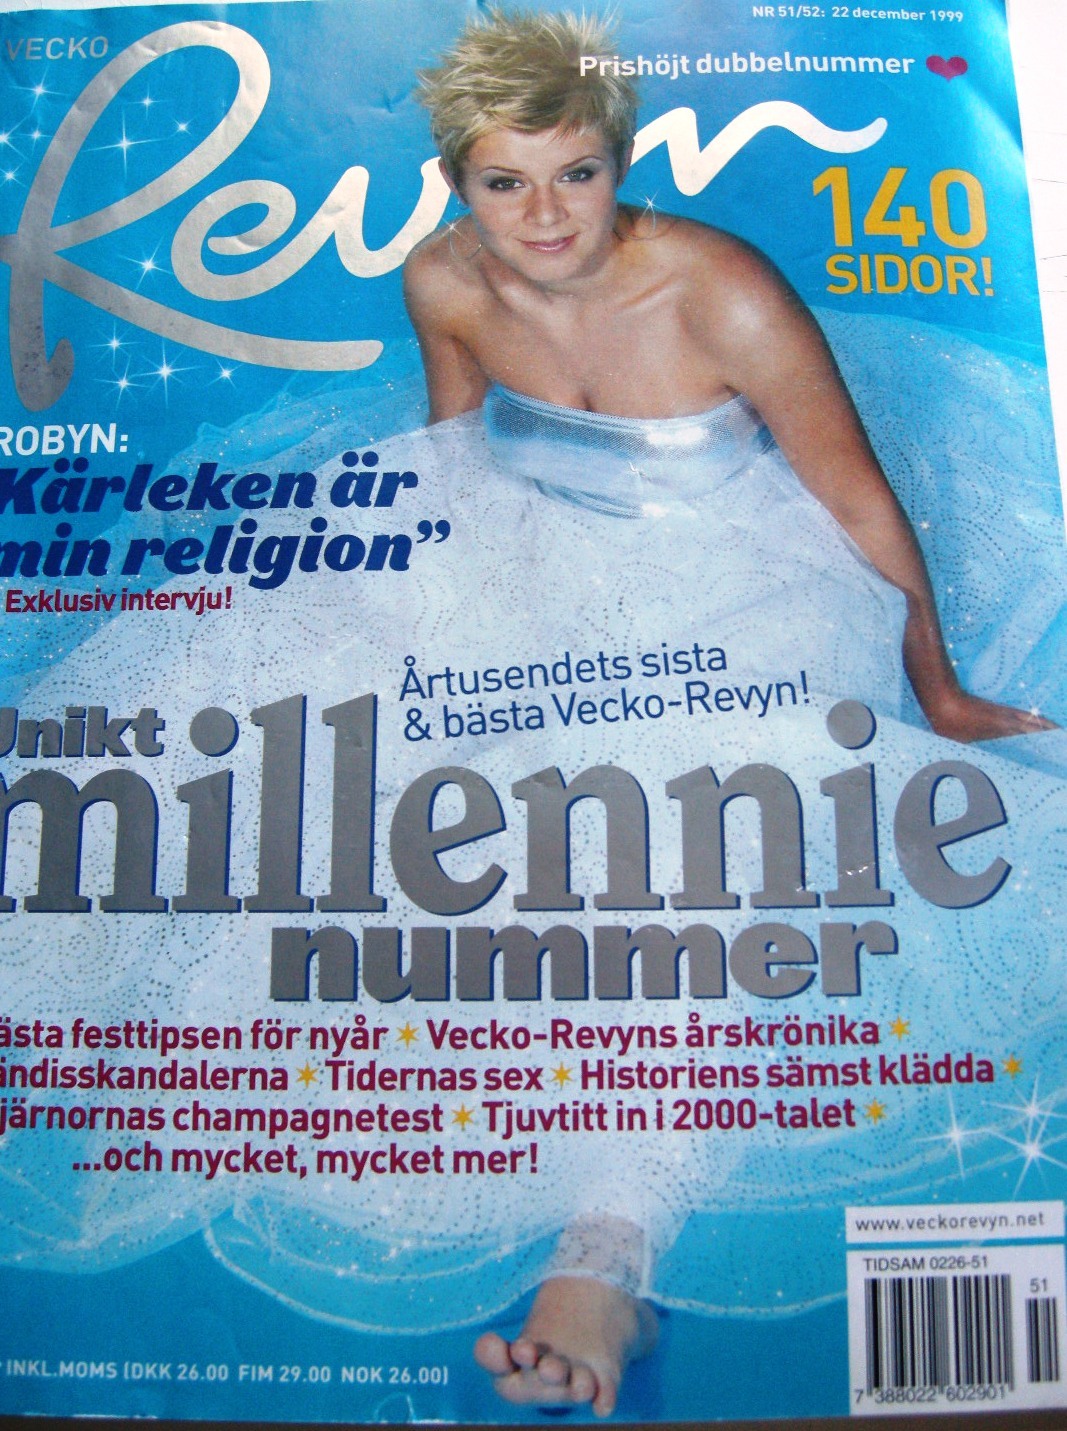 NR 51/52: 22 december 1999
VECKO
Revyn
Prishöjt dubbelnummer
140
SIDOR!
ROBYN:
Kärleken är
min religion”
Exklusiv intervju!
Årtusendets sista
& bästa Vecko-Revyn!
Unikt
millennie
nummer
ästa festtipsen för nyår ✶ Vecko-Revyns årskrönika ✶
ändisskandalerna ✶ Tidernas sex ✶ Historiens sämst klädda ✶
järnornas champagnetest ✶ Tjuvtitt in i 2000-talet ✶
...och mycket, mycket mer!
www.veckorevyn.net
TIDSAM 0226-51
51
7 388022 602901
INKL.MOMS (DKK 26.00 FIM 29.00 NOK 26.00)